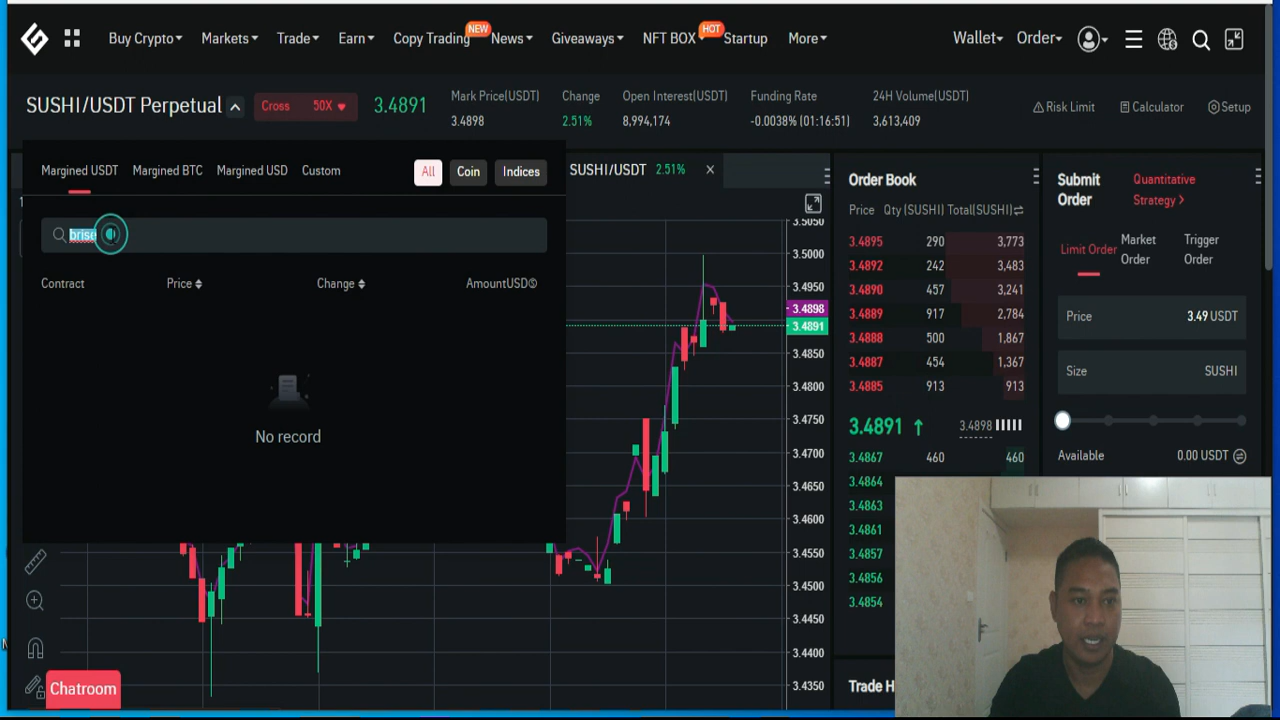 Buy Crypto Markets Trade Earn Copy Trading NEW News Giveaways NFT BOX HOT Startup More Wallet Order
SUSHI/USDT Perpetual Cross 50X 3.4891
Mark Price(USDT) Change Open Interest(USDT) Funding Rate 24H Volume(USDT)
3.4898 2.51% 8,994,174 -0.0038% (01:16:51) 3,613,409
Risk Limit Calculator Setup
Margined USDT Margined BTC Margined USD Custom All Coin Indices
brise
Contract Price Change AmountUSD
No record
SUSHI/USDT 2.51% X
3.5050
3.5000
3.4950
3.4898
3.4891
3.4850
3.4800
3.4750
3.4700
3.4650
3.4600
3.4550
3.4500
3.4450
3.4400
3.4350
Order Book
Price Qty (SUSHI) Total(SUSHI)
3.4895 290 3,773
3.4892 242 3,483
3.4890 457 3,241
3.4889 917 2,784
3.4888 500 1,867
3.4887 454 1,367
3.4885 913 913
3.4891 3.4898
3.4867 460 460
3.4864
3.4863
3.4861
3.4857
3.4856
3.4854
Trade H
Submit
Order
Quantitative
Strategy >
Limit Order
Market
Order
Trigger
Order
Price 3.49 USDT
Size SUSHI
Available 0.00 USDT
Chatroom